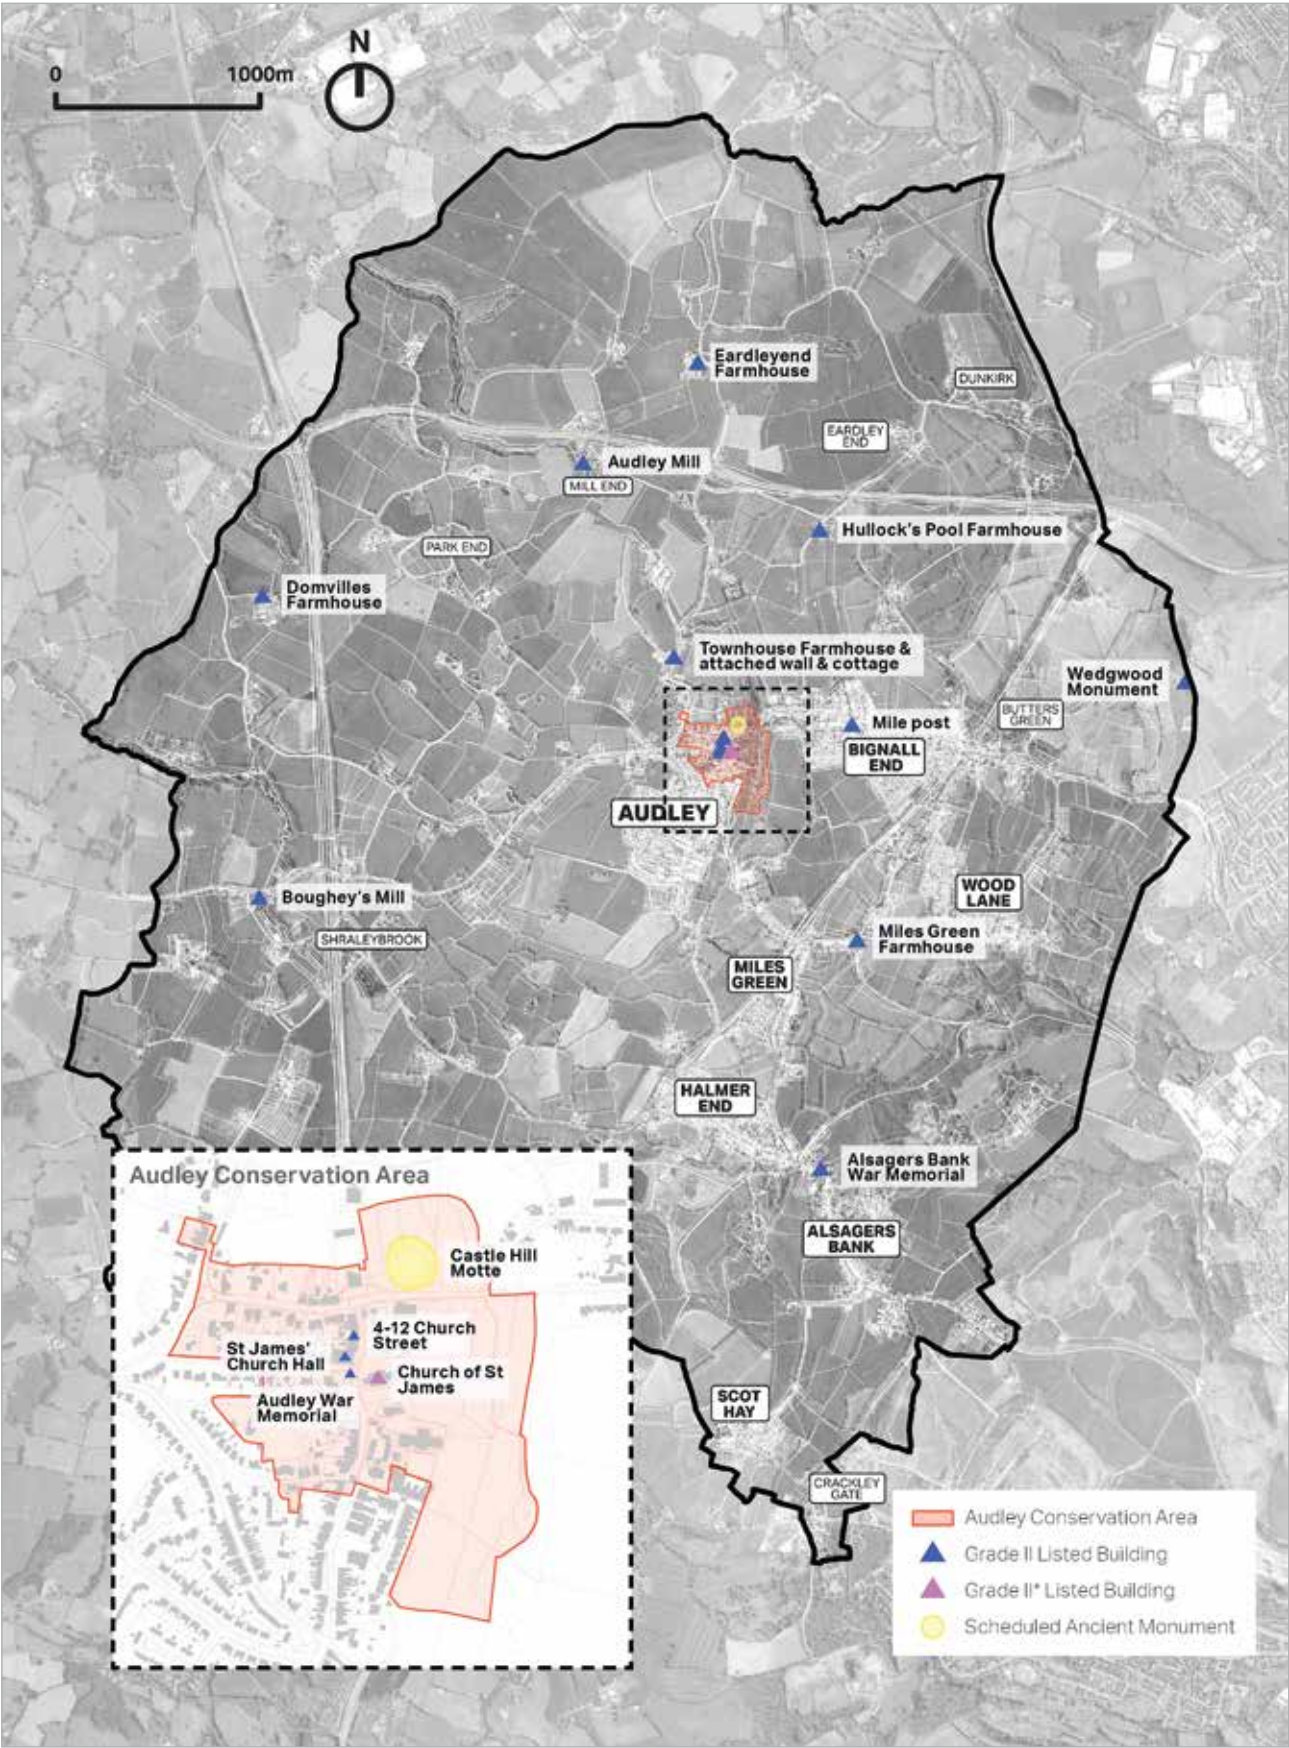 N
0 1000m
Eardleyend
Farmhouse
DUNKIRK
EARDLEY
END
Audley Mill
MILL END
Hullock's Pool Farmhouse
PARK END
Domvilles
Farmhouse
Townhouse Farmhouse &
attached wall & cottage
Wedgwood
Monument
BUTTERS
GREEN
Mile post
BIGNALL
END
AUDLEY
WOOD
LANE
Boughey's Mill
SHRALEYBROOK
Miles Green
Farmhouse
MILES
GREEN
HALMER
END
Alsagers Bank
War Memorial
ALSAGERS
BANK
Audley Conservation Area
Castle Hill
Motte
4-12 Church
Street
St James'
Church Hall
Church of St
James
Audley War
Memorial
SCOT
HAY
CRACKLEY
GATE
Audley Conservation Area
Grade II Listed Building
Grade II* Listed Building
Scheduled Ancient Monument